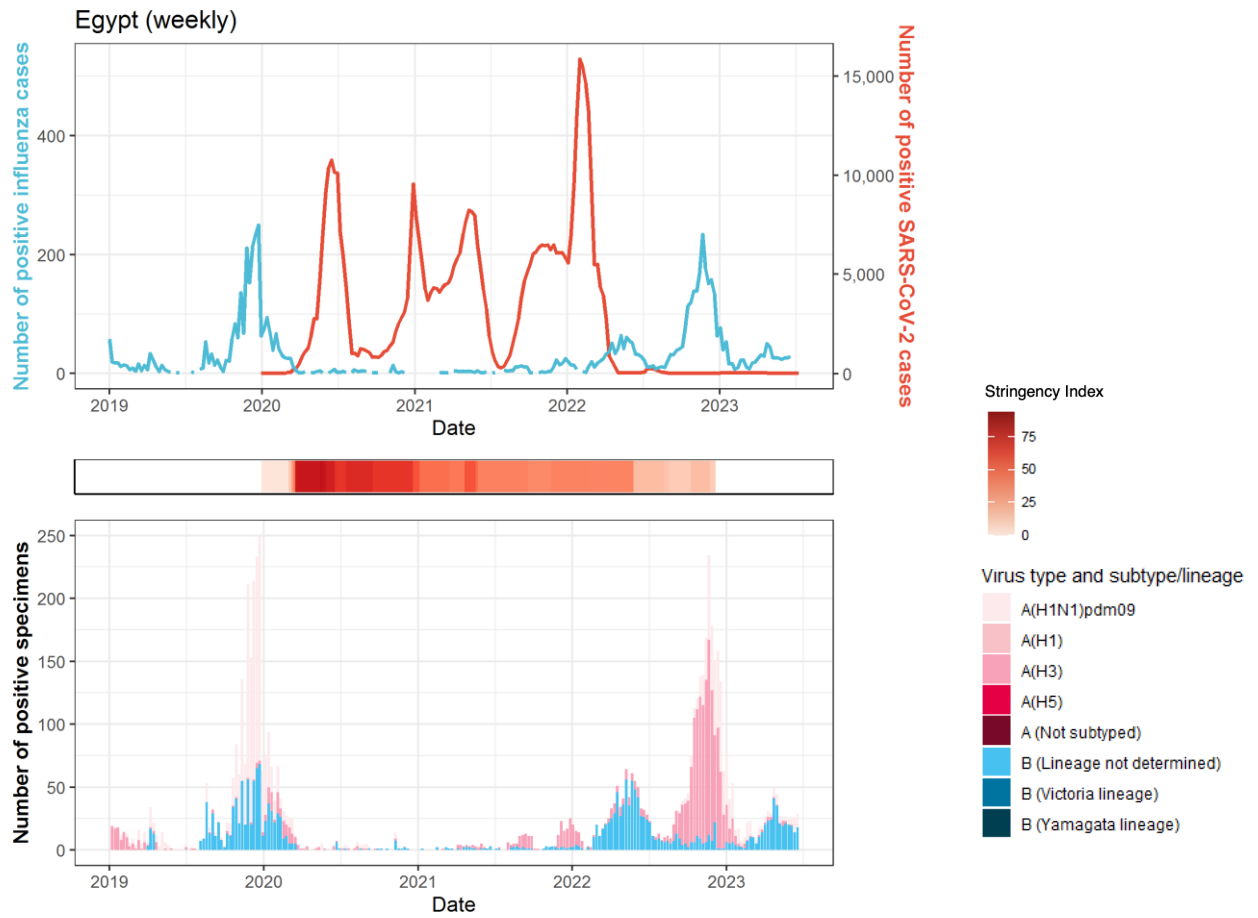 Egypt (weekly)
Number of positive influenza cases
400
200
0
15,000
10,000
5,000
0
Number of positive SARS-CoV-2 cases
2019
2020
2021
2022
2023
Date
Stringency Index
75
50
25
0
Number of positive specimens
250
200
150
100
50
0
2019
2020
2021
2022
2023
Date
Virus type and subtype/lineage
A(H1N1)pdm09
A(H1)
A(H3)
A(H5)
A (Not subtyped)
B (Lineage not determined)
B (Victoria lineage)
B (Yamagata lineage)